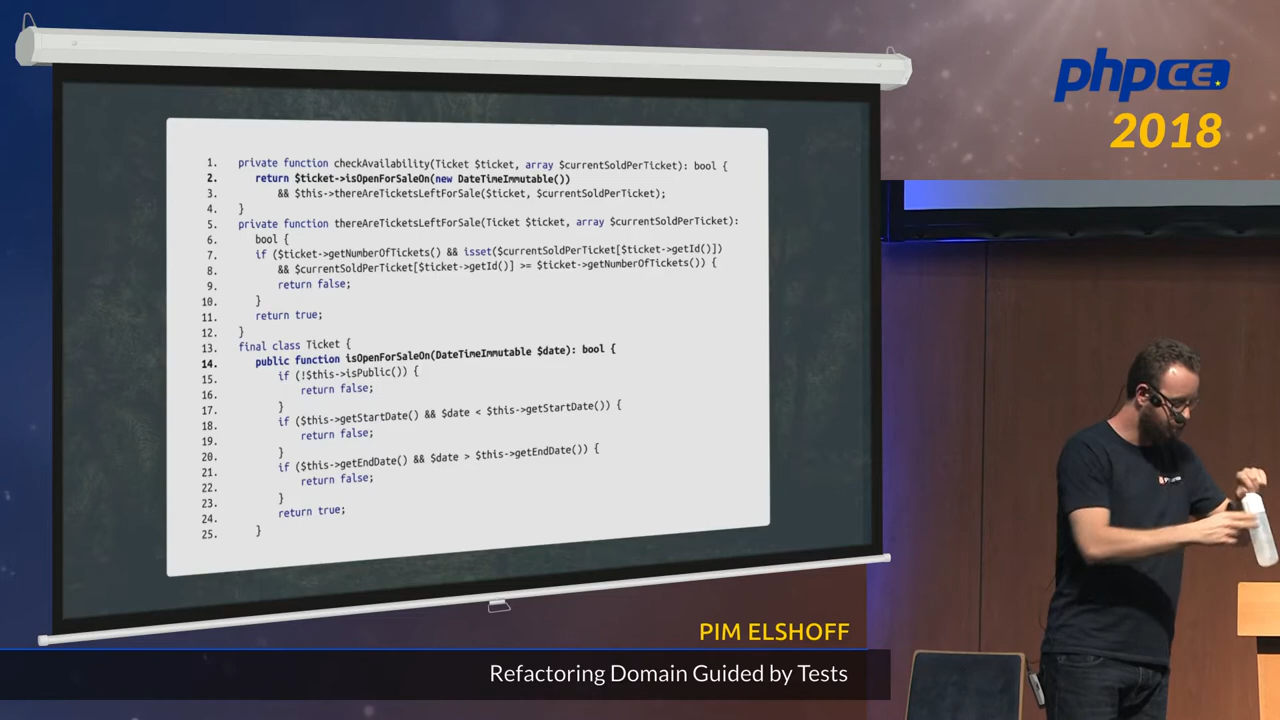 1. private function checkAvailability(Ticket $ticket, array $currentSoldPerTicket): bool {
2. return $ticket->isOpenForSaleOn(new DateTimeImmutable())
3. && $this->thereAreTicketsLeftForSale($ticket, $currentSoldPerTicket);
4. }
5. private function thereAreTicketsLeftForSale(Ticket $ticket, array $currentSoldPerTicket):
6. bool {
7. if ($ticket->getNumberOfTickets() && isset($currentSoldPerTicket[$ticket->getId()])
8. && $currentSoldPerTicket[$ticket->getId()] >= $ticket->getNumberOfTickets()) {
9. return false;
10. }
11. return true;
12. }
13. final class Ticket {
14. public function isOpenForSaleOn(DateTimeImmutable $date): bool {
15. if (!$this->isPublic()) {
16. return false;
17. }
18. if ($this->getStartDate() && $date < $this->getStartDate()) {
19. return false;
20. }
21. if ($this->getEndDate() && $date > $this->getEndDate()) {
22. return false;
23. }
24. return true;
25. }
phpCE.
2018
PIM ELSHOFF
Refactoring Domain Guided by Tests